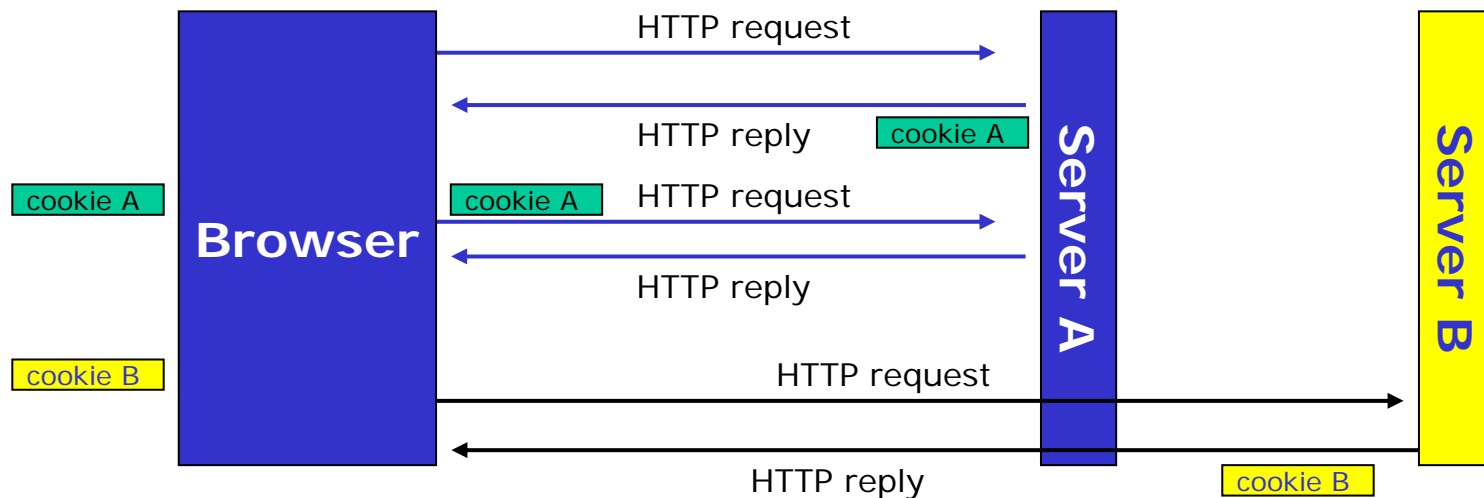 HTTP request
HTTP reply
cookie A
Server A
Server B
cookie A
cookie A
HTTP request
Browser
HTTP reply
cookie B
HTTP request
HTTP reply
cookie B